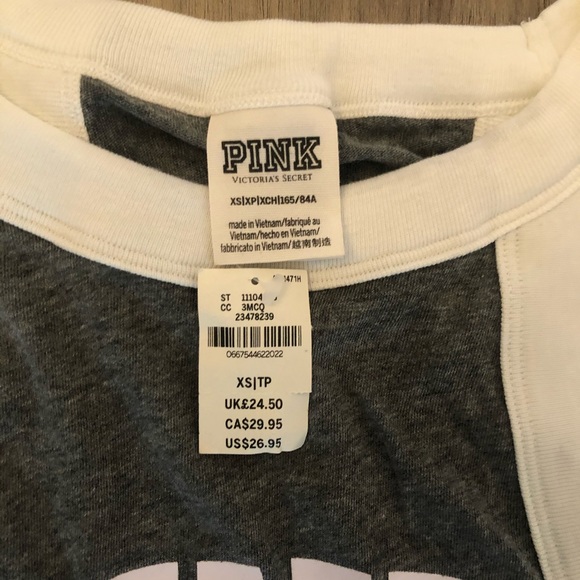 PINK
VICTORIA'S SECRET
XS|XP|XCH|165/84A
made in Vietnam/fabriqué au
Vietnam/hecho en Vietnam/
fabbricato in Vietnam/越南制造
ST 11104
CC 3MCQ
23478239
0667544622022
XS|TP
UK£24.50
CA$29.95
US$26.95